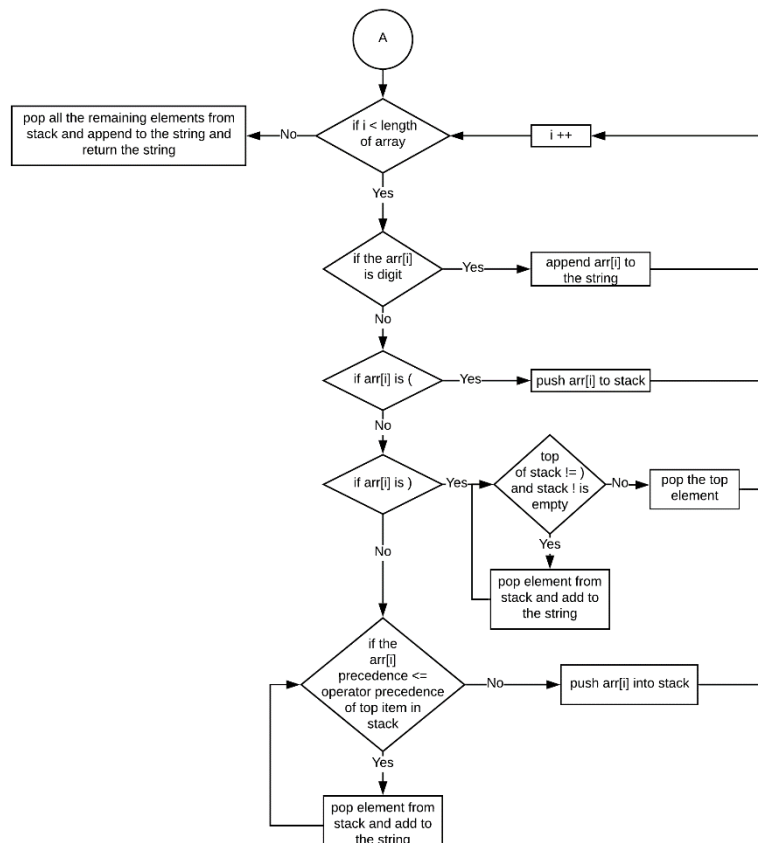 A
if i < length
of array
No
pop all the remaining elements from
stack and append to the string and
return the string
i ++
Yes
if the arr[i]
is digit
Yes
append arr[i] to
the string
No
if arr[i] is (
Yes
push arr[i] to stack
No
if arr[i] is )
Yes
top
of stack != )
and stack ! is
empty
No
pop the top
element
Yes
pop element from
stack and add to
the string
No
if the
arr[i]
precedence <=
operator precedence
of top item in
stack
No
push arr[i] into stack
Yes
pop element from
stack and add to
the string